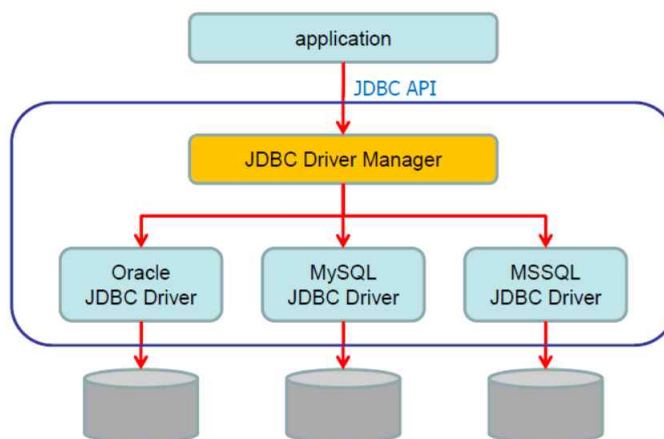 application
JDBC API
JDBC Driver Manager
Oracle
JDBC Driver
MySQL
JDBC Driver
MSSQL
JDBC Driver